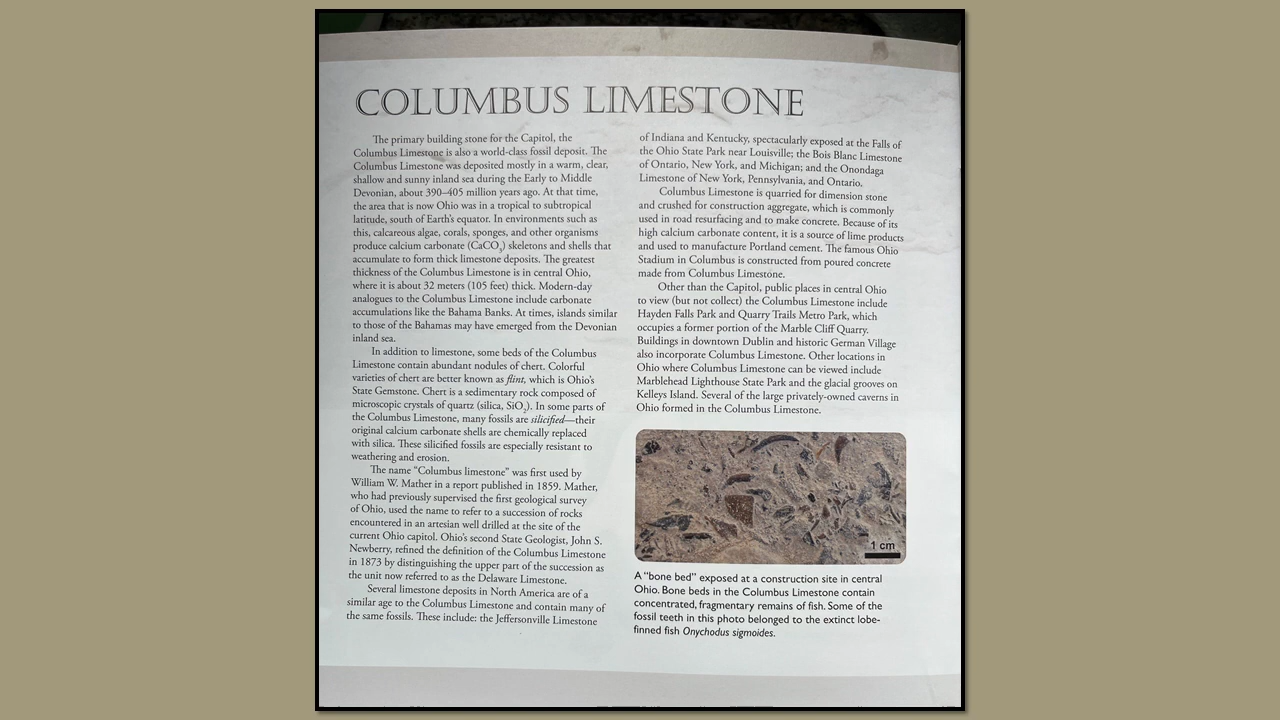 COLUMBUS LIMESTONE
The primary building stone for the Capitol, the
Columbus Limestone is also a world-class fossil deposit. The
Columbus Limestone was deposited mostly in a warm, clear,
shallow and sunny inland sea during the Early to Middle
Devonian, about 390–405 million years ago. At that time,
the area that is now Ohio was in a tropical to subtropical
latitude, south of Earth's equator. In environments such as
this, calcareous algae, corals, sponges, and other organisms
produce calcium carbonate (CaCO₃) skeletons and shells that
accumulate to form thick limestone deposits. The greatest
thickness of the Columbus Limestone is in central Ohio,
where it is about 32 meters (105 feet) thick. Modern-day
analogues to the Columbus Limestone include carbonate
accumulations like the Bahama Banks. At times, islands similar
to those of the Bahamas may have emerged from the Devonian
inland sea.
In addition to limestone, some beds of the Columbus
Limestone contain abundant nodules of chert. Colorful
varieties of chert are better known as flint, which is Ohio's
State Gemstone. Chert is a sedimentary rock composed of
microscopic crystals of quartz (silica, SiO₂). In some parts of
the Columbus Limestone, many fossils are silicified—their
original calcium carbonate shells are chemically replaced
with silica. These silicified fossils are especially resistant to
weathering and erosion.
The name "Columbus limestone" was first used by
William W. Mather in a report published in 1859. Mather,
who had previously supervised the first geological survey
of Ohio, used the name to refer to a succession of rocks
encountered in an artesian well drilled at the site of the
current Ohio capitol. Ohio's second State Geologist, John S.
Newberry, refined the definition of the Columbus Limestone
in 1873 by distinguishing the upper part of the succession as
the unit now referred to as the Delaware Limestone.
Several limestone deposits in North America are of a
similar age to the Columbus Limestone and contain many of
the same fossils. These include: the Jeffersonville Limestone
of Indiana and Kentucky, spectacularly exposed at the Falls of
the Ohio State Park near Louisville; the Bois Blanc Limestone
of Ontario, New York, and Michigan; and the Onondaga
Limestone of New York, Pennsylvania, and Ontario.
Columbus Limestone is quarried for dimension stone
and crushed for construction aggregate, which is commonly
used in road resurfacing and to make concrete. Because of its
high calcium carbonate content, it is a source of lime products
and used to manufacture Portland cement. The famous Ohio
Stadium in Columbus is constructed from poured concrete
made from Columbus Limestone.
Other than the Capitol, public places in central Ohio
to view (but not collect) the Columbus Limestone include
Hayden Falls Park and Quarry Trails Metro Park, which
occupies a former portion of the Marble Cliff Quarry.
Buildings in downtown Dublin and historic German Village
also incorporate Columbus Limestone. Other locations in
Ohio where Columbus Limestone can be viewed include
Marblehead Lighthouse State Park and the glacial grooves on
Kelleys Island. Several of the large privately-owned caverns in
Ohio formed in the Columbus Limestone.
1 cm
A "bone bed" exposed at a construction site in central
Ohio. Bone beds in the Columbus Limestone contain
concentrated, fragmentary remains of fish. Some of the
fossil teeth in this photo belonged to the extinct lobe-
finned fish Onychodus sigmoides.